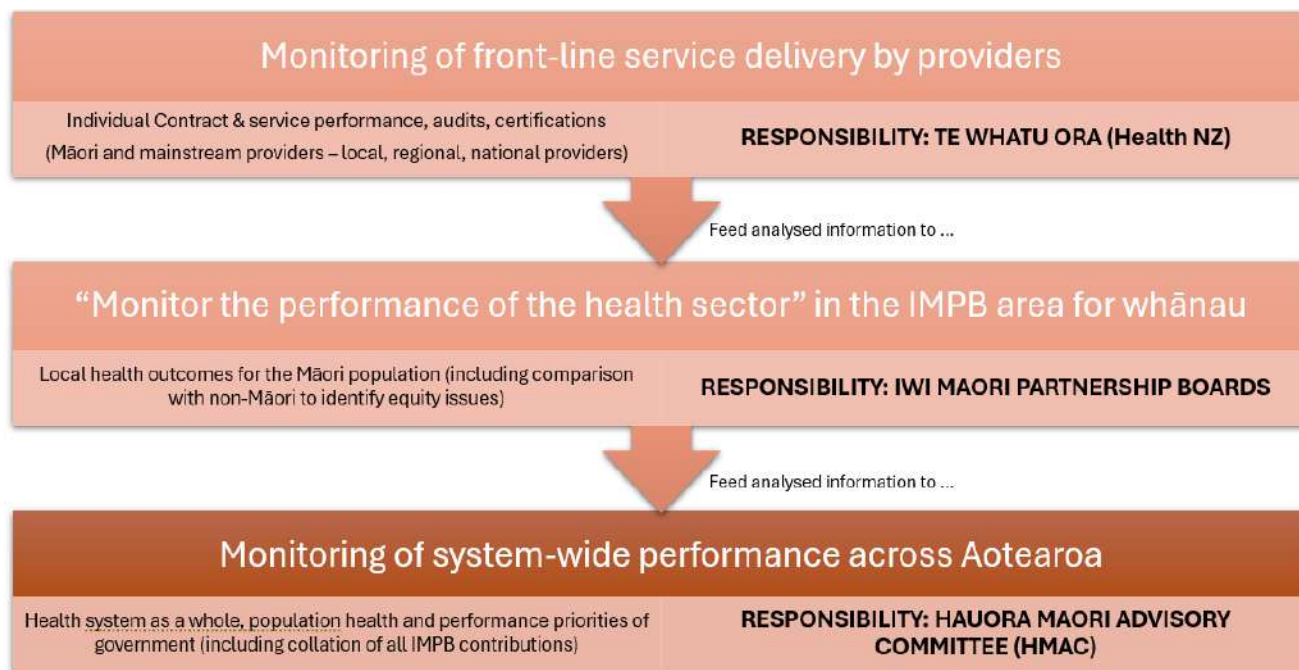 Monitoring of front-line service delivery by providers
Individual Contract & service performance, audits, certifications
(Māori and mainstream providers – local, regional, national providers)
RESPONSIBILITY: TE WHATU ORA (Health NZ)
Feed analysed information to ...
“Monitor the performance of the health sector” in the IMPB area for whānau
Local health outcomes for the Māori population (including comparison
with non-Māori to identify equity issues)
RESPONSIBILITY: IWI MAORI PARTNERSHIP BOARDS
Feed analysed information to ...
Monitoring of system-wide performance across Aotearoa
Health system as a whole, population health and performance priorities of
government (including collation of all IMPB contributions)
RESPONSIBILITY: HAUORA MAORI ADVISORY
COMMITTEE (HMAC)